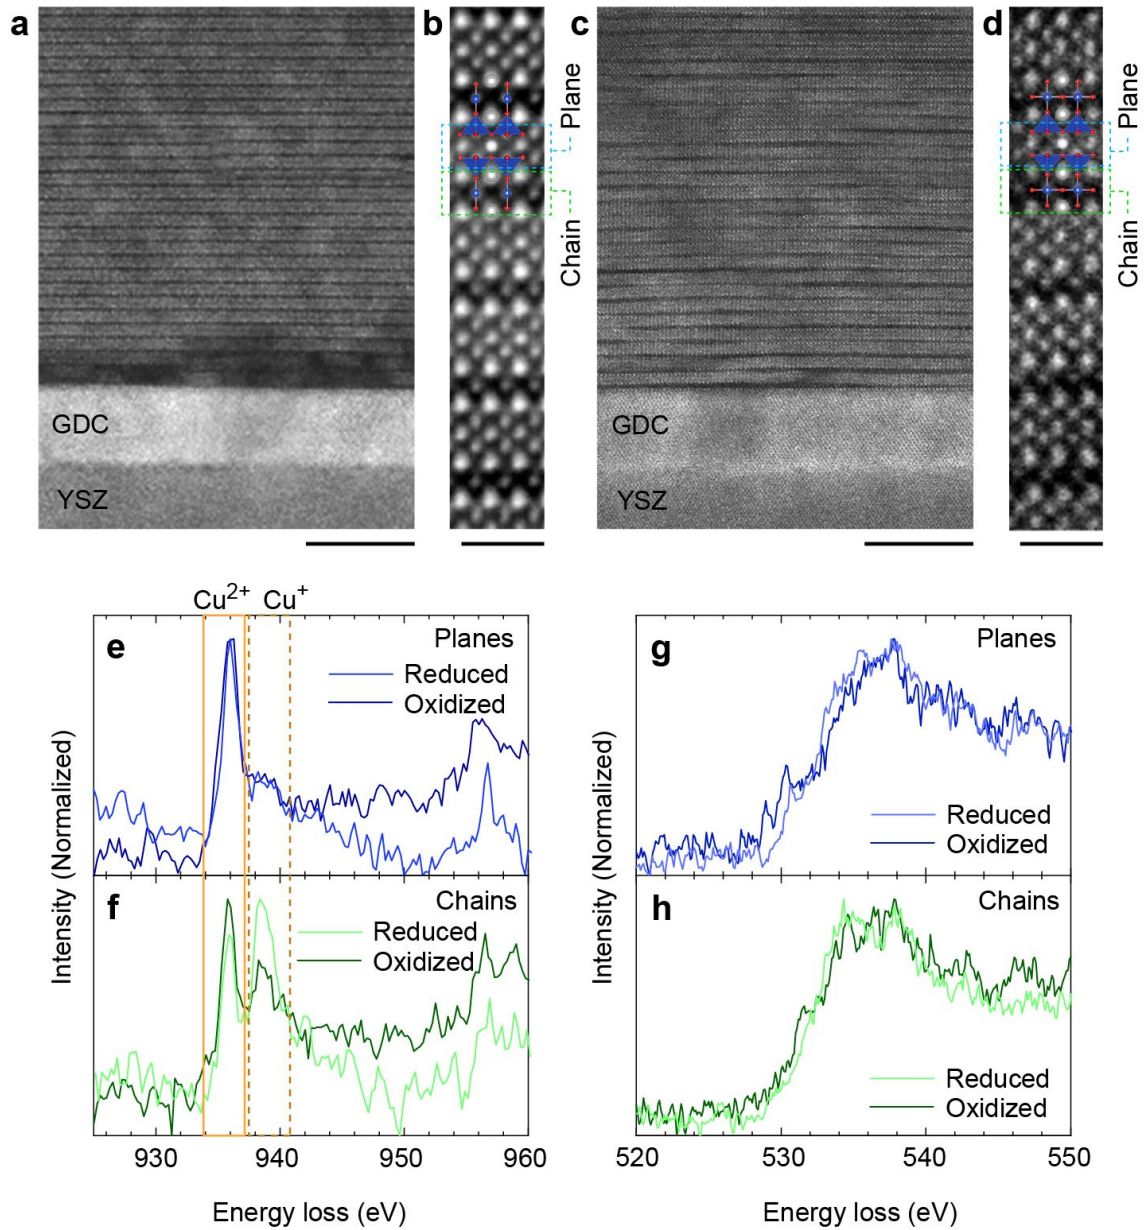 a
b
c
d
Plane
Chain
Plane
Chain
GDC
YSZ
GDC
YSZ
Cu2+
Cu+
e
Planes
Reduced
Oxidized
g
Planes
Reduced
Oxidized
f
Chains
Reduced
Oxidized
h
Chains
Reduced
Oxidized
Intensity (Normalized)
Intensity (Normalized)
930 940 950 960
520 530 540 550
Energy loss (eV)
Energy loss (eV)